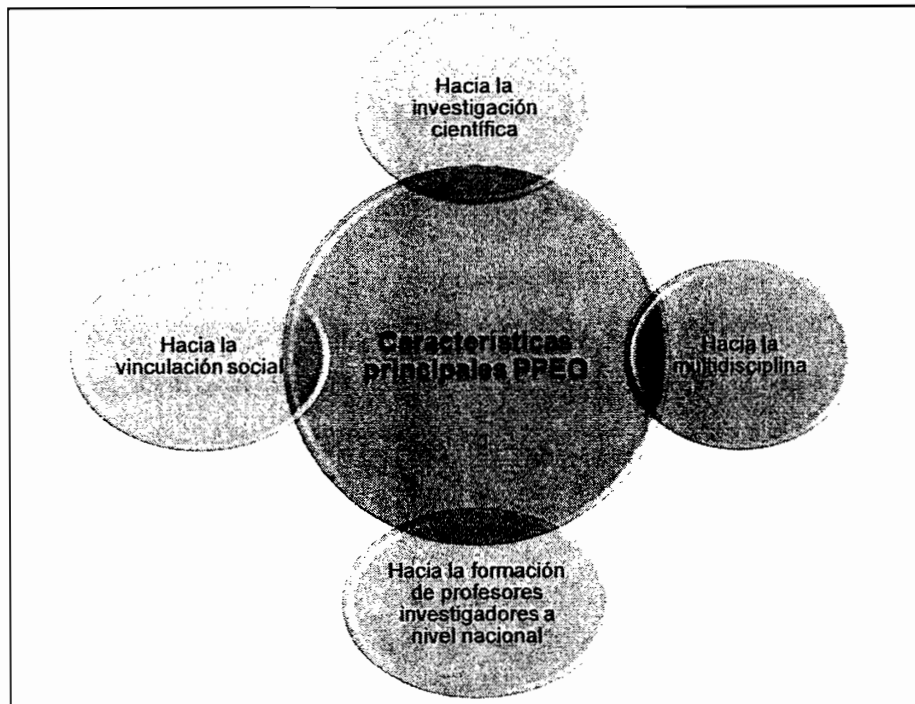 Hacia la
investigación
científica
Hacia la
vinculación social
Características
principales PPEG
Hacia la
multidisciplina
Hacia la formación
de profesores
investigadores a
nivel nacional